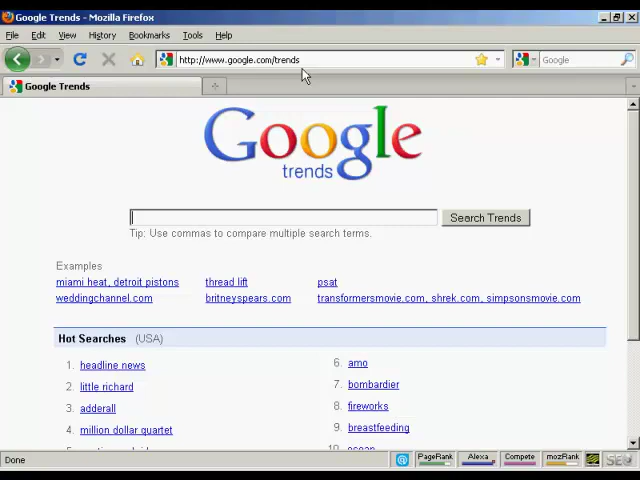 Google Trends - Mozilla Firefox
File Edit View History Bookmarks Tools Help
http://www.google.com/trends
Google
Google Trends
Google
trends
Search Trends
Tip: Use commas to compare multiple search terms.
Examples
miami heat, detroit pistons thread lift psat
weddingchannel.com britneyspears.com transformersmovie.com, shrek.com, simpsonsmovie.com
Hot Searches (USA)
1. headline news
2. little richard
3. adderall
4. million dollar quartet
6. amo
7. bombardier
8. fireworks
9. breastfeeding
10.
Done
PageRank Alexa Compete mozRank